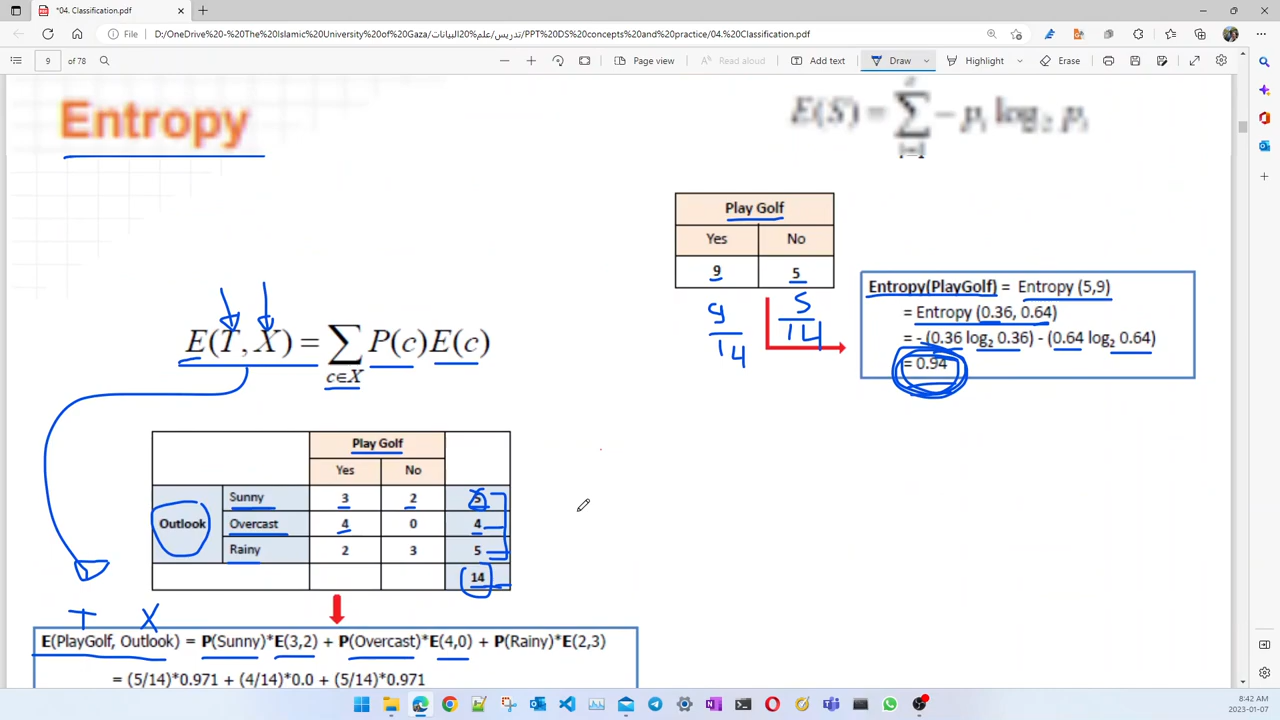 *04. Classification.pdf
File D:/OneDrive%20-%20The%20Islamic%20University%20of%20Gaza/تدريس/علم%20البيانات/PPT%20DS%20concepts%20and%20practice/04.%20Classification.pdf
9 of 78 Page view Read aloud Add text Draw Highlight Erase
Entropy
E(S) = ∑ - pᵢ log₂ pᵢ
i=1
Play Golf
Yes No
9 5
9/14 5/14
Entropy(PlayGolf) = Entropy (5,9)
= Entropy (0.36, 0.64)
= - (0.36 log₂ 0.36) - (0.64 log₂ 0.64)
= 0.94
E(T, X) = ∑ P(c)E(c)
c∈X
Play Golf
Yes No
Outlook
Sunny 3 2 5
Overcast 4 0 4
Rainy 2 3 5
14
T X
E(PlayGolf, Outlook) = P(Sunny)*E(3,2) + P(Overcast)*E(4,0) + P(Rainy)*E(2,3)
= (5/14)*0.971 + (4/14)*0.0 + (5/14)*0.971
8:42 AM
2023-01-07